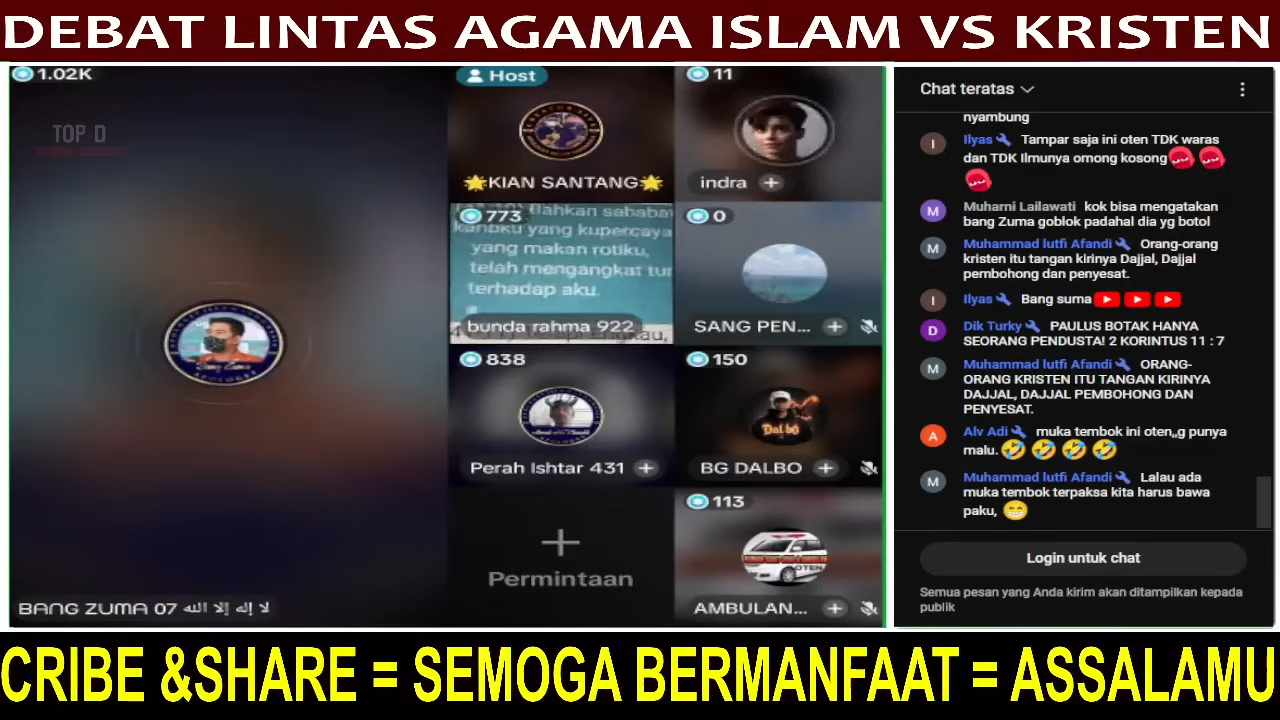 DEBAT LINTAS AGAMA ISLAM VS KRISTEN
1.02K
TOP D
BANG ZUMA 07 لا إله إلا الله
Host
🌟KIAN SANTANG🌟
11
indra +
773
kanbku yang kupercaya
yang makan rotiku,
telah mengangkat tum
terhadap aku.
bunda rahma 922
0
SANG PEN... +
838
Perah Ishtar 431 +
150
Dal bo
BG DALBO +
+
Permintaan
113
OTEN
AMBULAN... +
Chat teratas
nyambung
I
Ilyas Tampar saja ini oten TDK waras
dan TDK Ilmunya omong kosong
M
Muharni Lailawati kok bisa mengatakan
bang Zuma goblok padahal dia yg botol
M
Muhammad lutfi Afandi Orang-orang
kristen itu tangan kirinya Dajjal, Dajjal
pembohong dan penyesat.
I
Ilyas Bang suma
D
Dik Turky PAULUS BOTAK HANYA
SEORANG PENDUSTA! 2 KORINTUS 11 : 7
M
Muhammad lutfi Afandi ORANG-
ORANG KRISTEN ITU TANGAN KIRINYA
DAJJAL, DAJJAL PEMBOHONG DAN
PENYESAT.
A
Alv Adi muka tembok ini oten,,g punya
malu. 🤣🤣🤣🤣
M
Muhammad lutfi Afandi Lalau ada
muka tembok terpaksa kita harus bawa
paku, 😁
Login untuk chat
Semua pesan yang Anda kirim akan ditampilkan kepada
publik
CRIBE &SHARE = SEMOGA BERMANFAAT = ASSALAMU